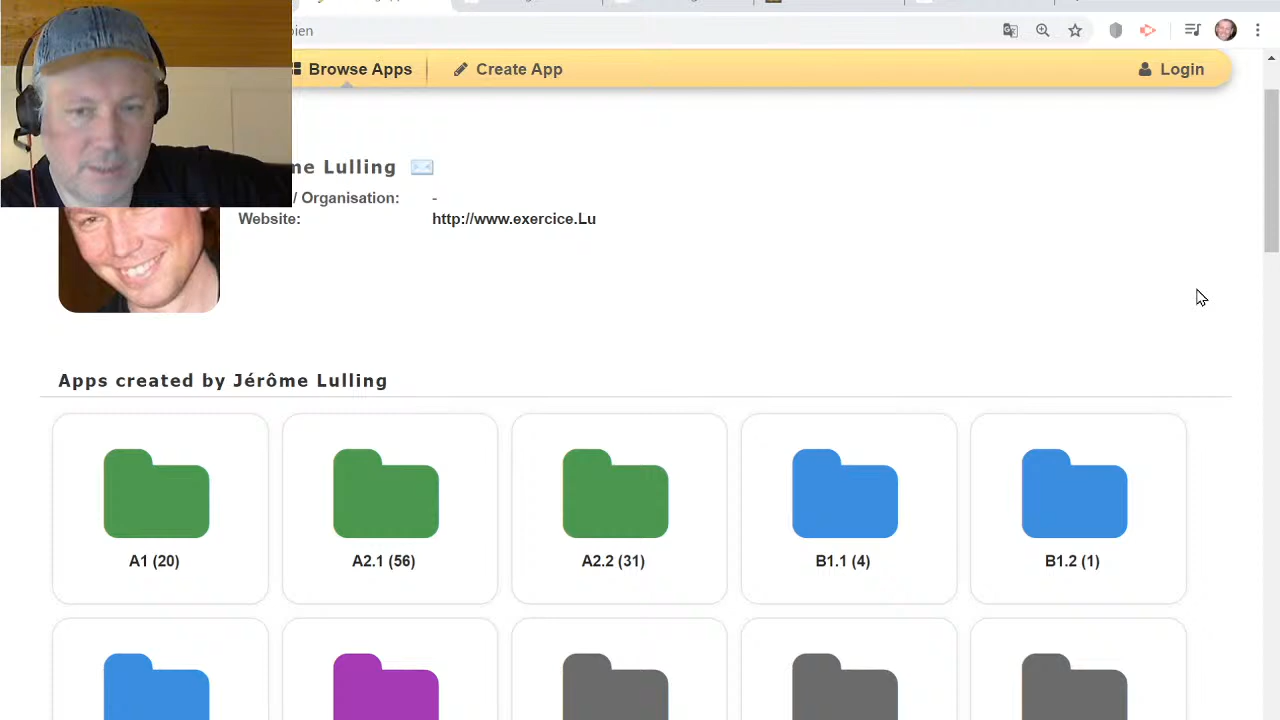 oien
Browse Apps
Create App
Login
me Lulling
/ Organisation: -
Website: http://www.exercice.Lu
Apps created by Jérôme Lulling
A1 (20)
A2.1 (56)
A2.2 (31)
B1.1 (4)
B1.2 (1)